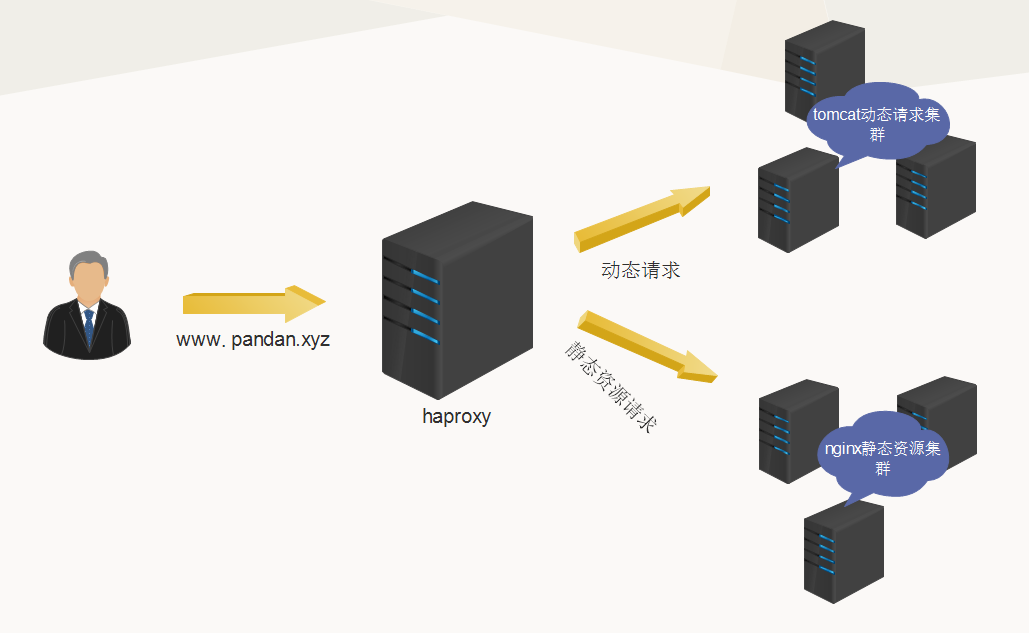 www. pandan.xyz
haproxy
动态请求
静态资源请求
tomcat动态请求集
群
nginx静态资源集
群